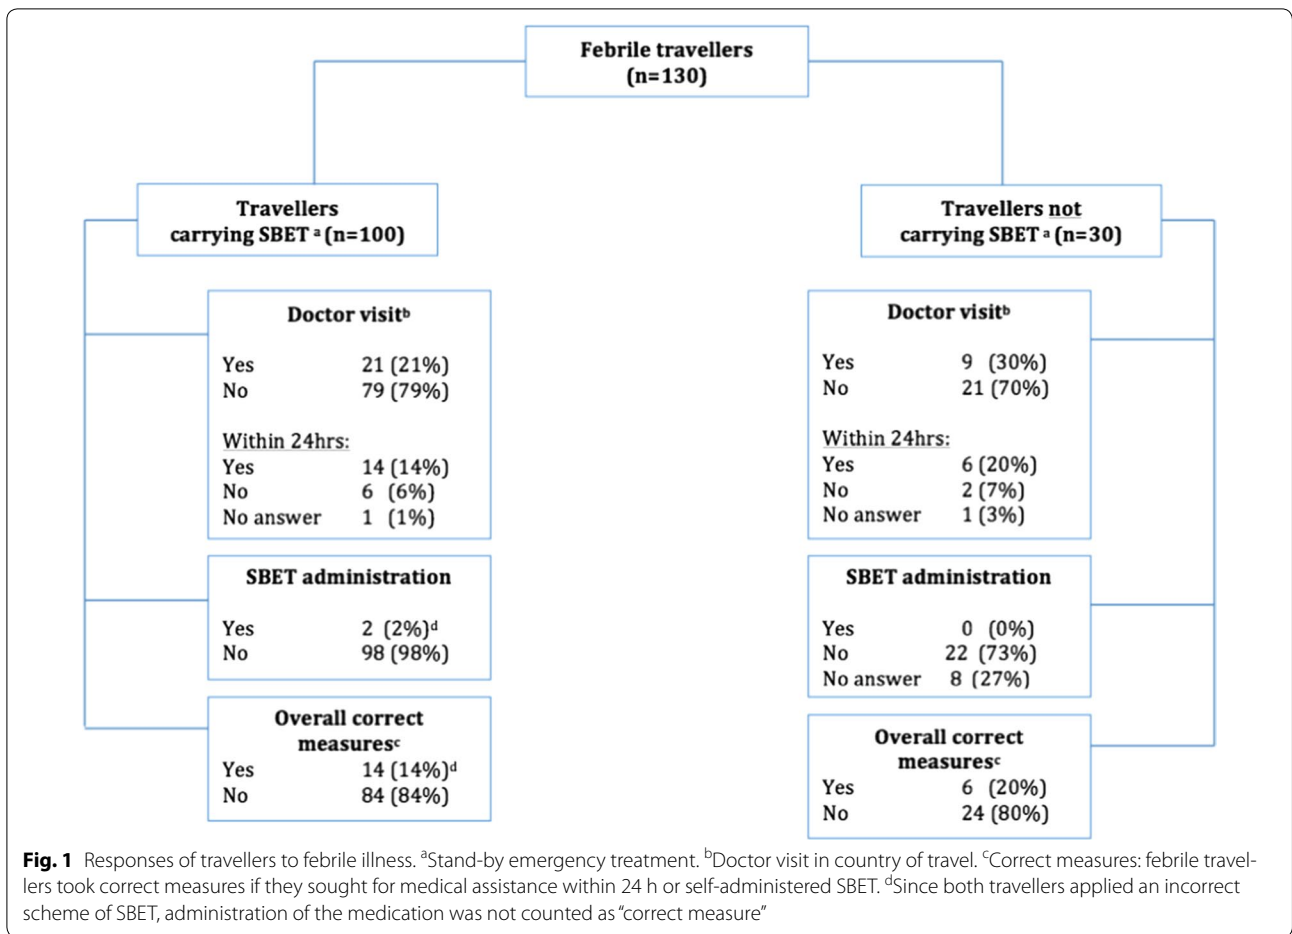 Febrile travellers
(n=130)
Travellers
carrying SBET a (n=100)
Travellers not
carrying SBET a (n=30)
Doctor visitb
Yes 21 (21%)
No 79 (79%)
Within 24hrs:
Yes 14 (14%)
No 6 (6%)
No answer 1 (1%)
SBET administration
Yes 2 (2%)d
No 98 (98%)
Overall correct
measuresc
Yes 14 (14%)d
No 84 (84%)
Doctor visitb
Yes 9 (30%)
No 21 (70%)
Within 24hrs:
Yes 6 (20%)
No 2 (7%)
No answer 1 (3%)
SBET administration
Yes 0 (0%)
No 22 (73%)
No answer 8 (27%)
Overall correct
measuresc
Yes 6 (20%)
No 24 (80%)
Fig. 1 Responses of travellers to febrile illness. aStand-by emergency treatment. bDoctor visit in country of travel. cCorrect measures: febrile travel-
lers took correct measures if they sought for medical assistance within 24 h or self-administered SBET. dSince both travellers applied an incorrect
scheme of SBET, administration of the medication was not counted as “correct measure”